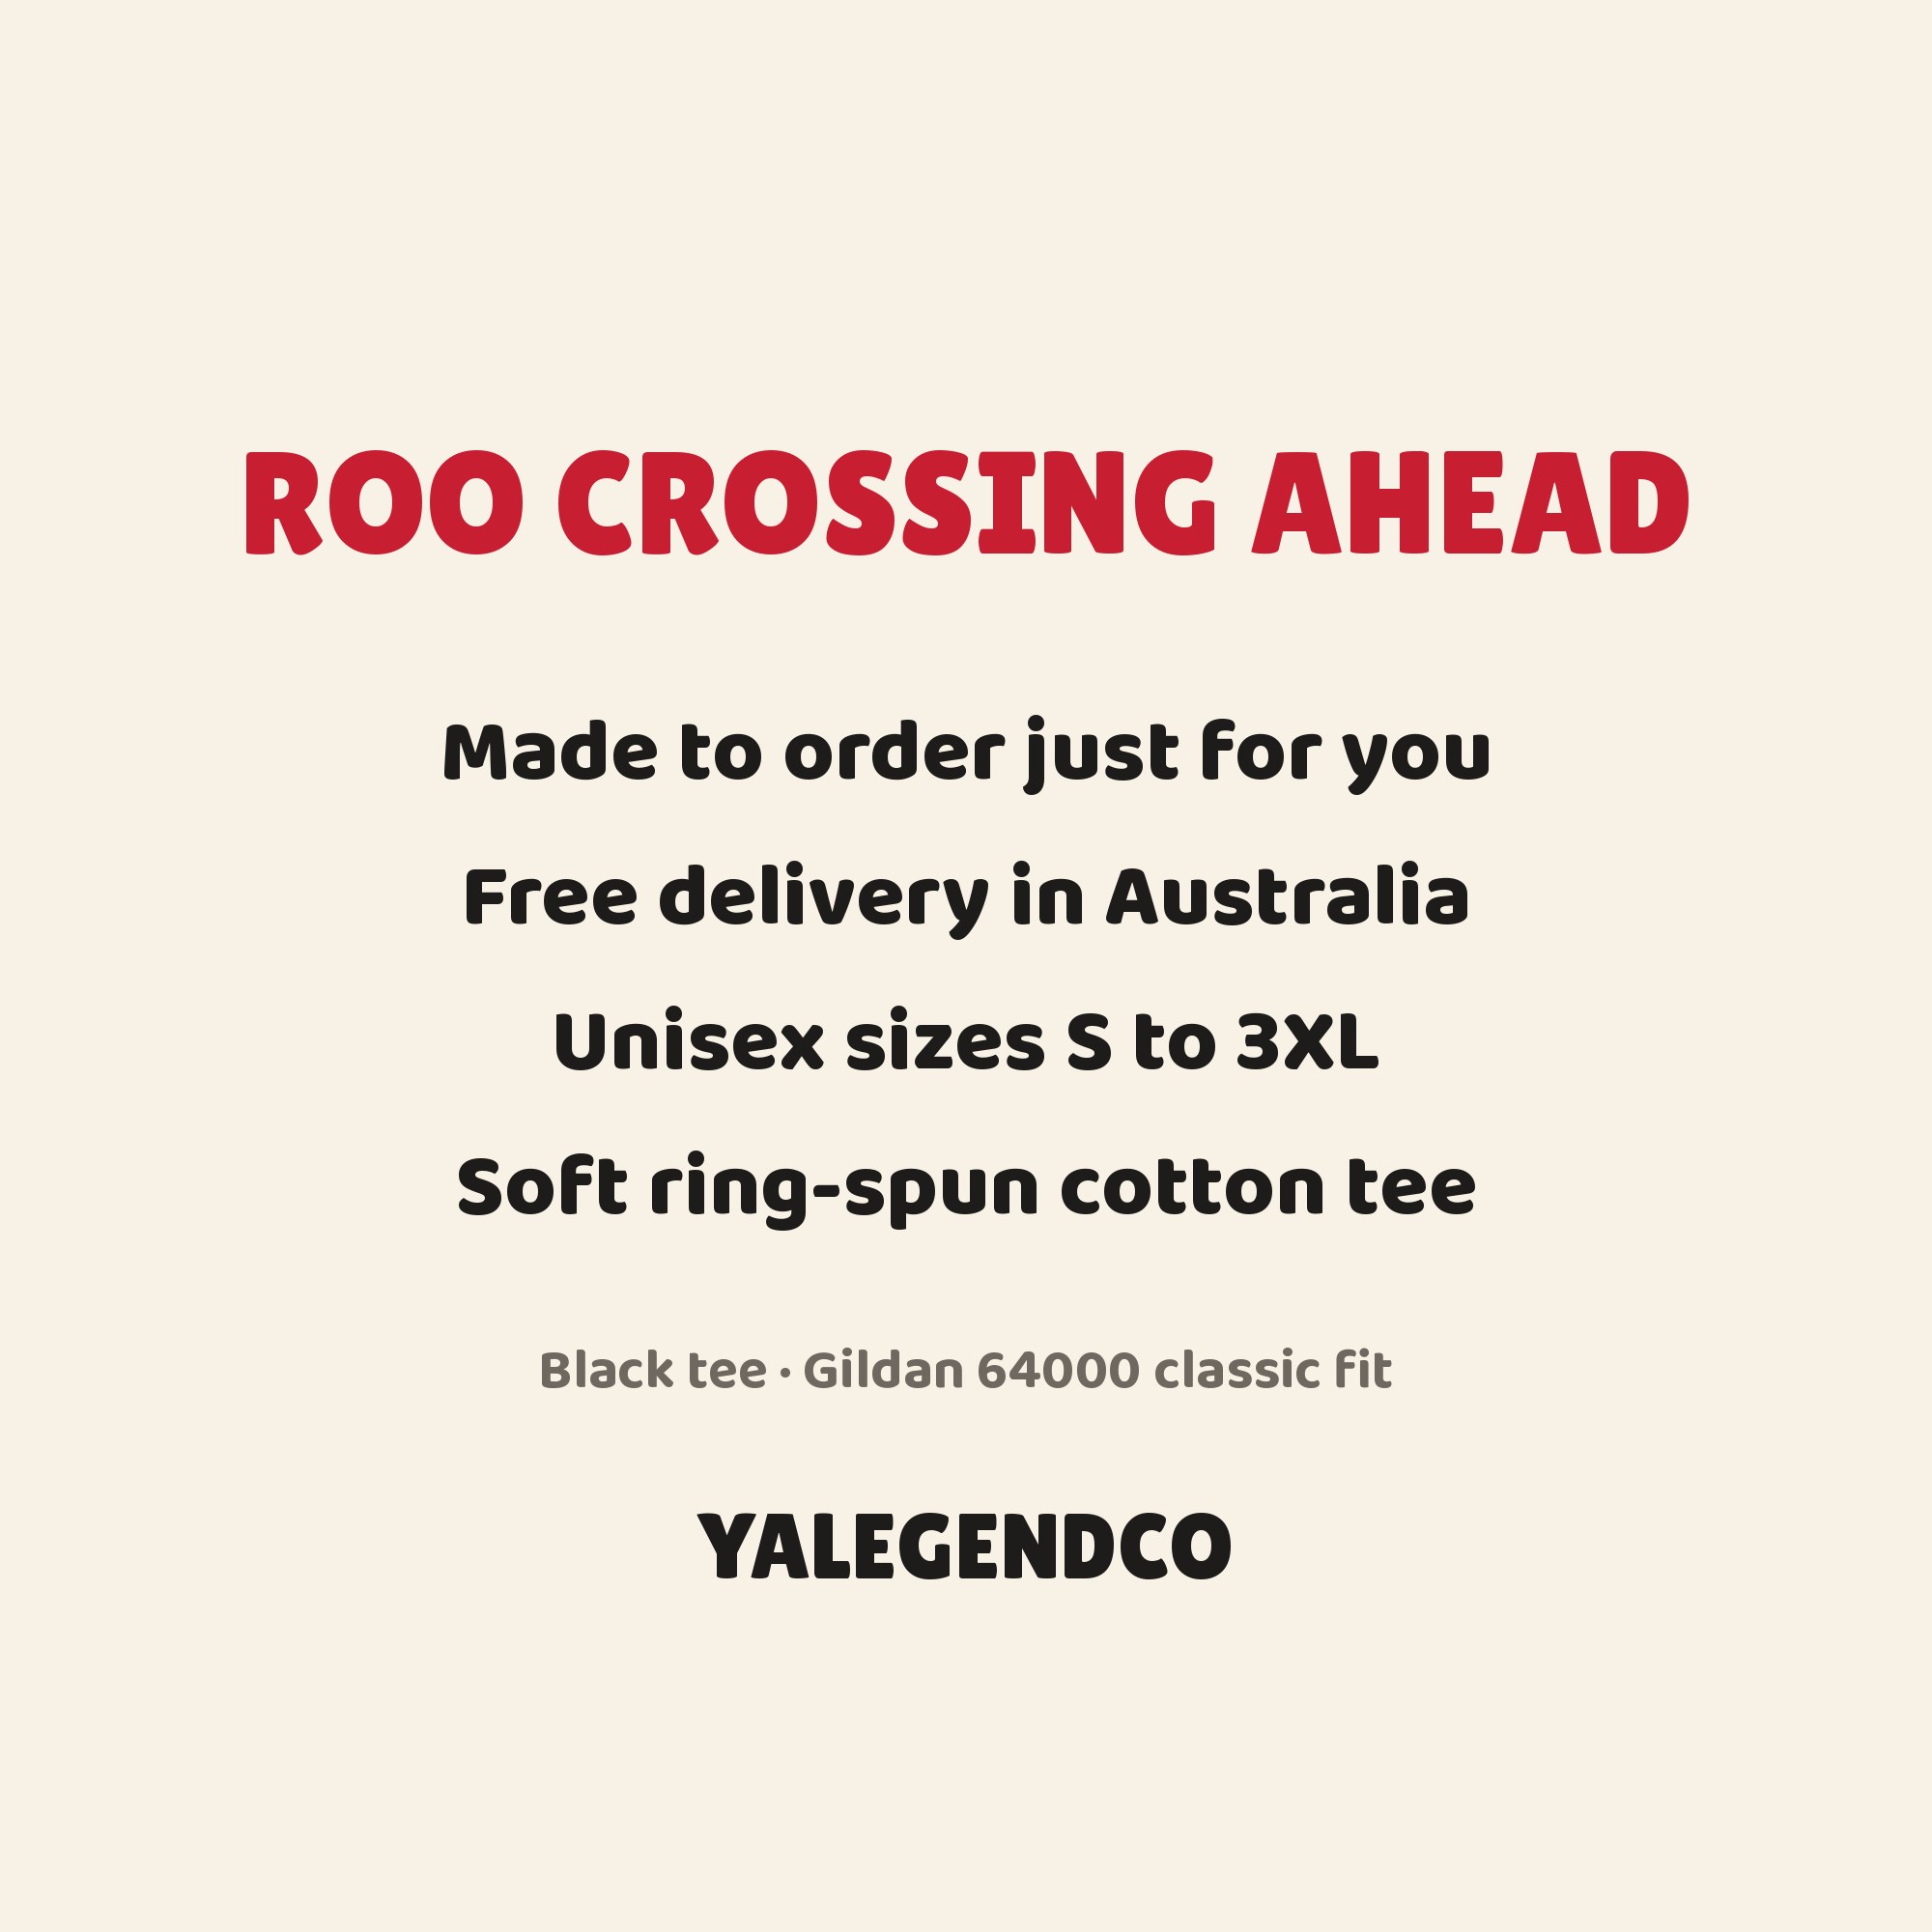 ROO CROSSING AHEAD
Made to order just for you
Free delivery in Australia
Unisex sizes S to 3XL
Soft ring-spun cotton tee
Black tee • Gildan 64000 classic fit
YALEGENDCO